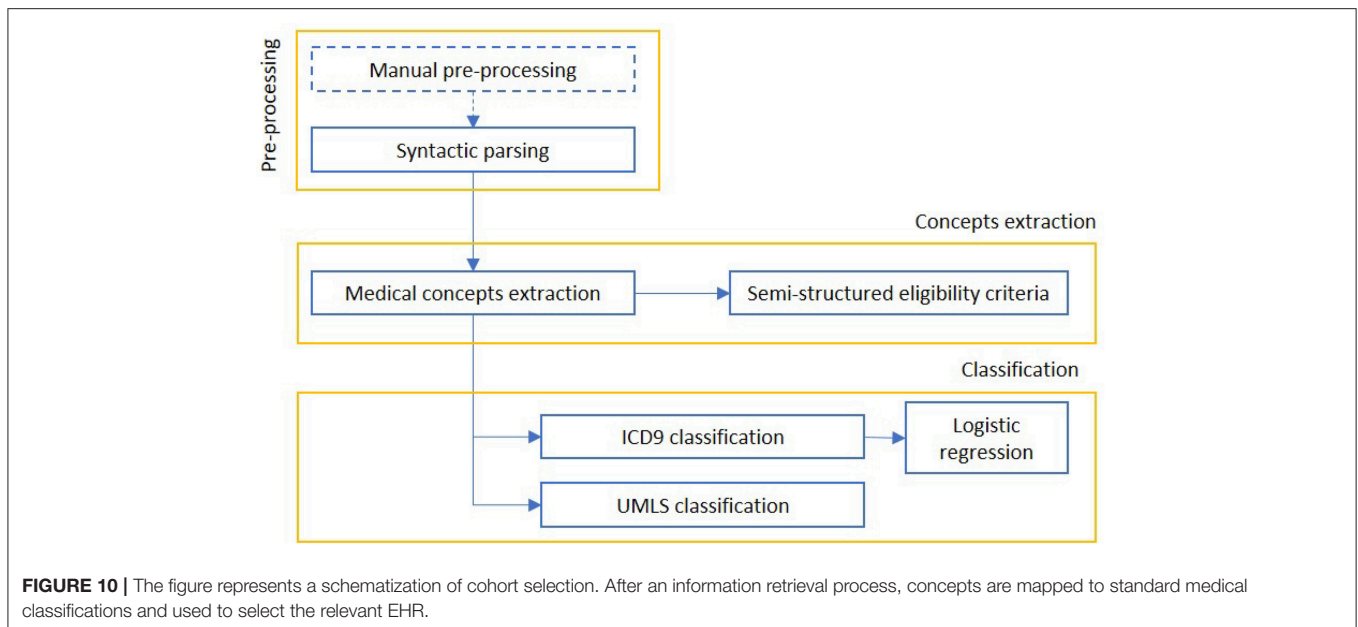 Pre-processing
Manual pre-processing
Syntactic parsing
Concepts extraction
Medical concepts extraction
Semi-structured eligibility criteria
Classification
ICD9 classification
Logistic
regression
UMLS classification
FIGURE 10 | The figure represents a schematization of cohort selection. After an information retrieval process, concepts are mapped to standard medical
classifications and used to select the relevant EHR.